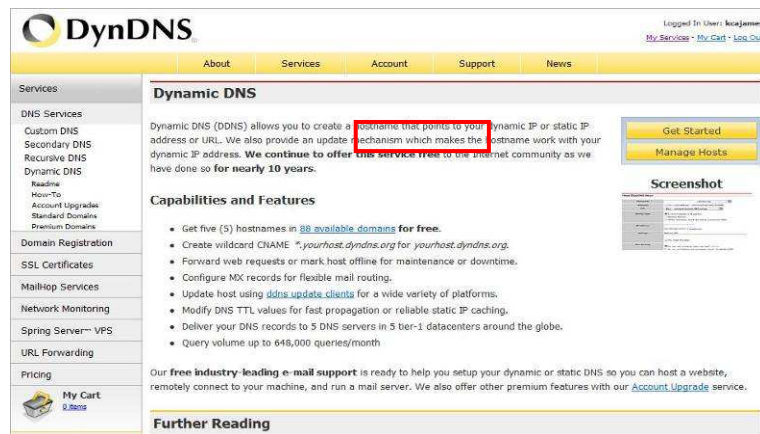 DynDNS
Logged In User: kcajame
My Services - My Cart - Log Ou
About Services Account Support News
Services
DNS Services
Custom DNS
Secondary DNS
Recursive DNS
Dynamic DNS
Readme
How-To
Account Upgrades
Standard Domains
Premium Domains
Domain Registration
SSL Certificates
MailHop Services
Network Monitoring
Spring Server℠ VPS
URL Forwarding
Pricing
My Cart
0 items
Dynamic DNS
Dynamic DNS (DDNS) allows you to create a hostname that points to your dynamic IP or static IP
address or URL. We also provide an update mechanism which makes the hostname work with your
dynamic IP address. We continue to offer this service free to the Internet community as we
have done so for nearly 10 years.
Get Started
Manage Hosts
Screenshot
Capabilities and Features
• Get five (5) hostnames in 88 available domains for free.
• Create wildcard CNAME *.yourhost.dyndns.org for yourhost.dyndns.org.
• Forward web requests or mark host offline for maintenance or downtime.
• Configure MX records for flexible mail routing.
• Update host using ddns update clients for a wide variety of platforms.
• Modify DNS TTL values for fast propagation or reliable static IP caching.
• Deliver your DNS records to 5 DNS servers in 5 tier-1 datacenters around the globe.
• Query volume up to 648,000 queries/month
Our free industry-leading e-mail support is ready to help you setup your dynamic or static DNS so you can host a website,
remotely connect to your machine, and run a mail server. We also offer other premium features with our Account Upgrade service.
Further Reading